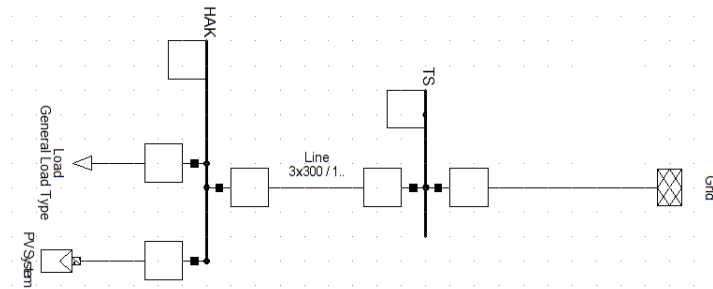 HAK
TS
Grid
Line
3x300 / 1..
Load
General Load Type
PV System